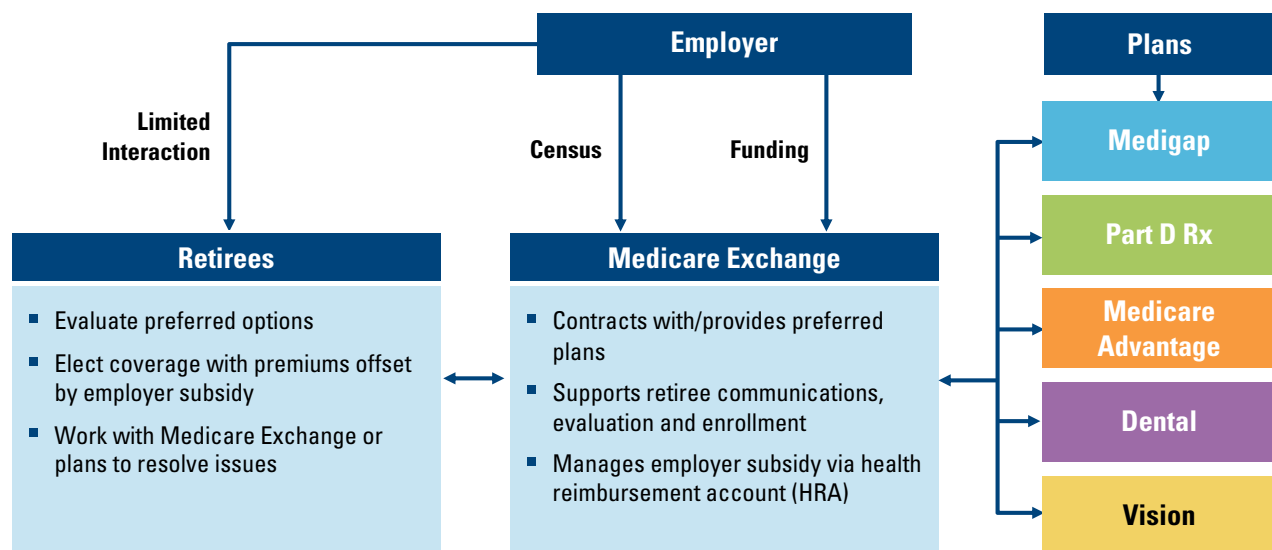 Employer
Plans
Limited
Interaction
Census
Funding
Medigap
Part D Rx
Medicare
Advantage
Dental
Vision
Retirees
▪ Evaluate preferred options
▪ Elect coverage with premiums offset
by employer subsidy
▪ Work with Medicare Exchange or
plans to resolve issues
Medicare Exchange
▪ Contracts with/provides preferred
plans
▪ Supports retiree communications,
evaluation and enrollment
▪ Manages employer subsidy via health
reimbursement account (HRA)